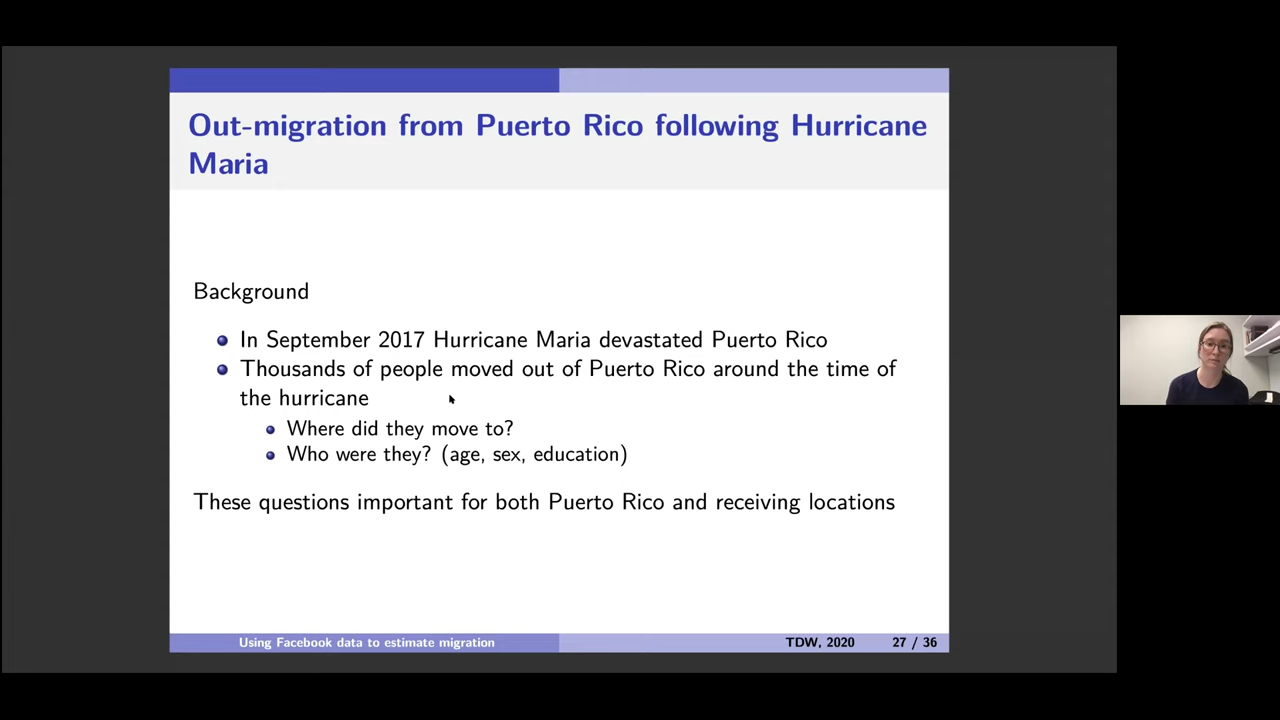 Out-migration from Puerto Rico following Hurricane
Maria
Background
In September 2017 Hurricane Maria devastated Puerto Rico
Thousands of people moved out of Puerto Rico around the time of
the hurricane
Where did they move to?
Who were they? (age, sex, education)
These questions important for both Puerto Rico and receiving locations
Using Facebook data to estimate migration TDW, 2020 27 / 36